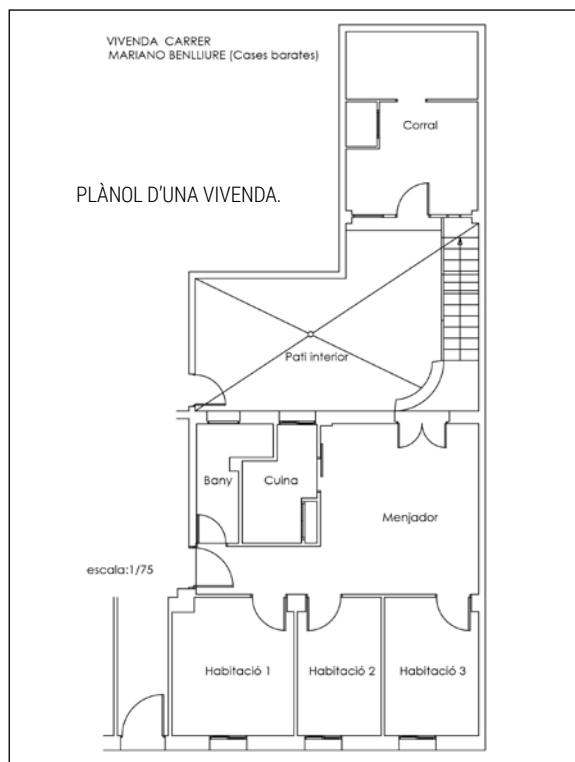 VIVENDA CARRER
MARIANO BENLLIURE (Cases barates)
Corral
PLÀNOL D'UNA VIVENDA.
Pati interior
Bany
Cuina
Menjador
escala:1/75
Habitació 1
Habitació 2
Habitació 3